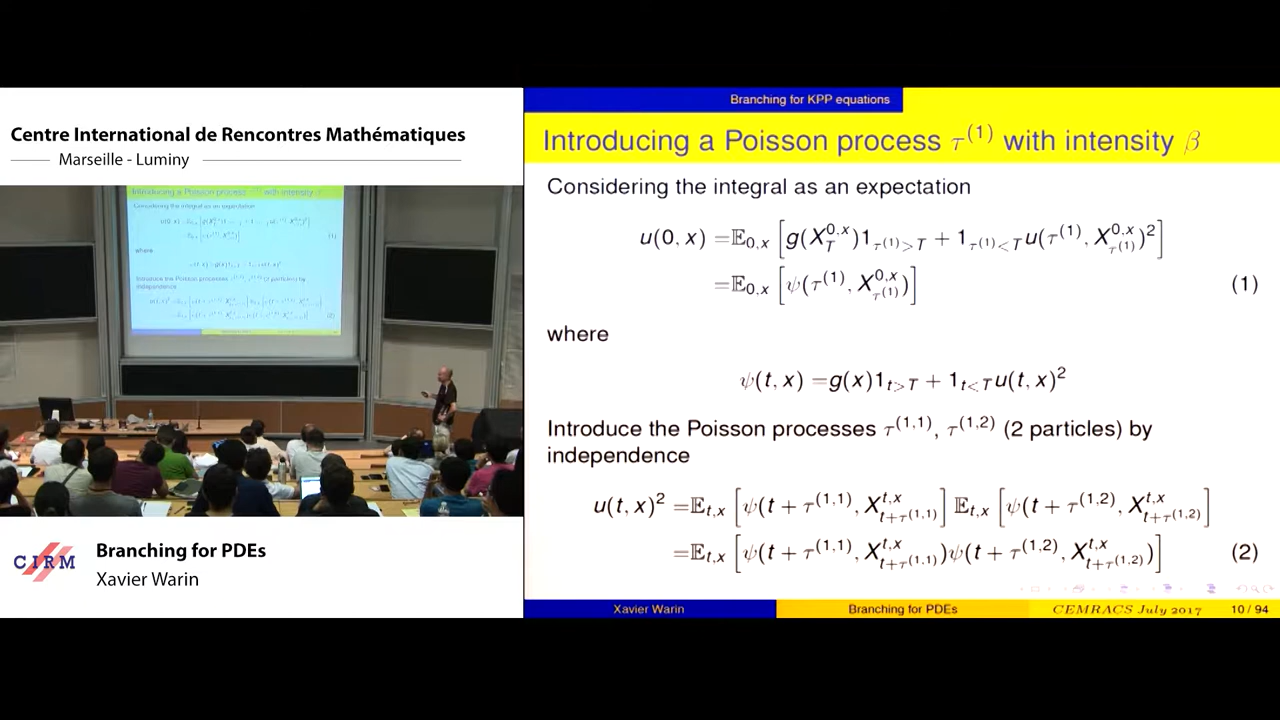 Centre International de Rencontres Mathématiques
Marseille - Luminy
CIRM
Branching for PDEs
Xavier Warin
Branching for KPP equations
Introducing a Poisson process τ^(1) with intensity β
Considering the integral as an expectation
u(0, x) =𝔼_{0,x} [g(X_T^{0,x})1_{τ^(1)>T} + 1_{τ^(1)<T} u(τ^(1), X_{τ^(1)}^{0,x})^2]
=𝔼_{0,x} [ψ(τ^(1), X_{τ^(1)}^{0,x})] (1)
where
ψ(t, x) =g(x)1_{t>T} + 1_{t<T}u(t, x)^2
Introduce the Poisson processes τ^(1,1), τ^(1,2) (2 particles) by
independence
u(t, x)^2 =𝔼_{t,x} [ψ(t + τ^(1,1), X_{t+τ^(1,1)}^{t,x}] 𝔼_{t,x} [ψ(t + τ^(1,2), X_{t+τ^(1,2)}^{t,x}]
=𝔼_{t,x} [ψ(t + τ^(1,1), X_{t+τ^(1,1)}^{t,x})ψ(t + τ^(1,2), X_{t+τ^(1,2)}^{t,x})] (2)
Xavier Warin Branching for PDEs CEMRACS July 2017 10 / 94